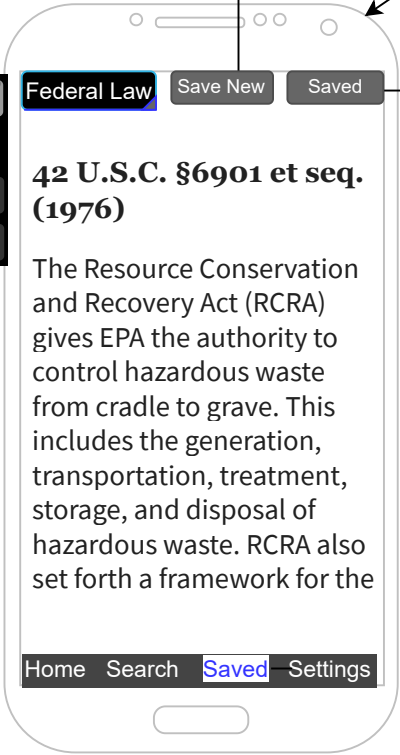 Federal Law Save New Saved
42 U.S.C. §6901 et seq.
(1976)
The Resource Conservation
and Recovery Act (RCRA)
gives EPA the authority to
control hazardous waste
from cradle to grave. This
includes the generation,
transportation, treatment,
storage, and disposal of
hazardous waste. RCRA also
set forth a framework for the
Home Search Saved Settings